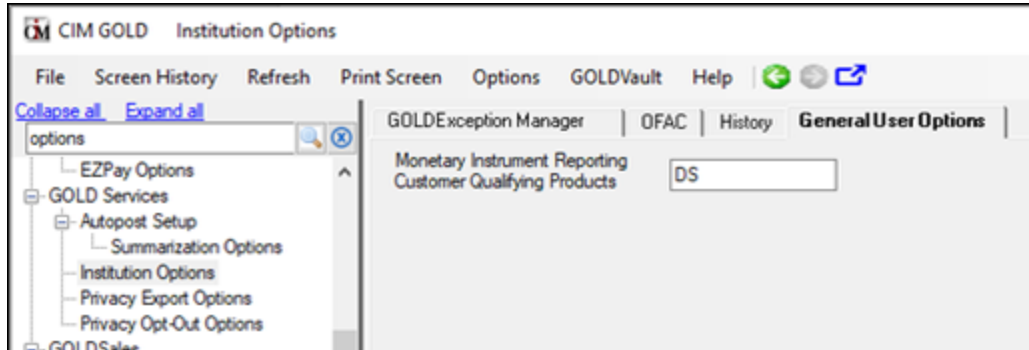 CIM CIM GOLD Institution Options
File Screen History Refresh Print Screen Options GOLDVault Help
Collapse all Expand all
options
EZPay Options
GOLD Services
Autopost Setup
Summarization Options
Institution Options
Privacy Export Options
Privacy Opt-Out Options
GOLDSales
GOLDException Manager OFAC History General User Options
Monetary Instrument Reporting
Customer Qualifying Products DS